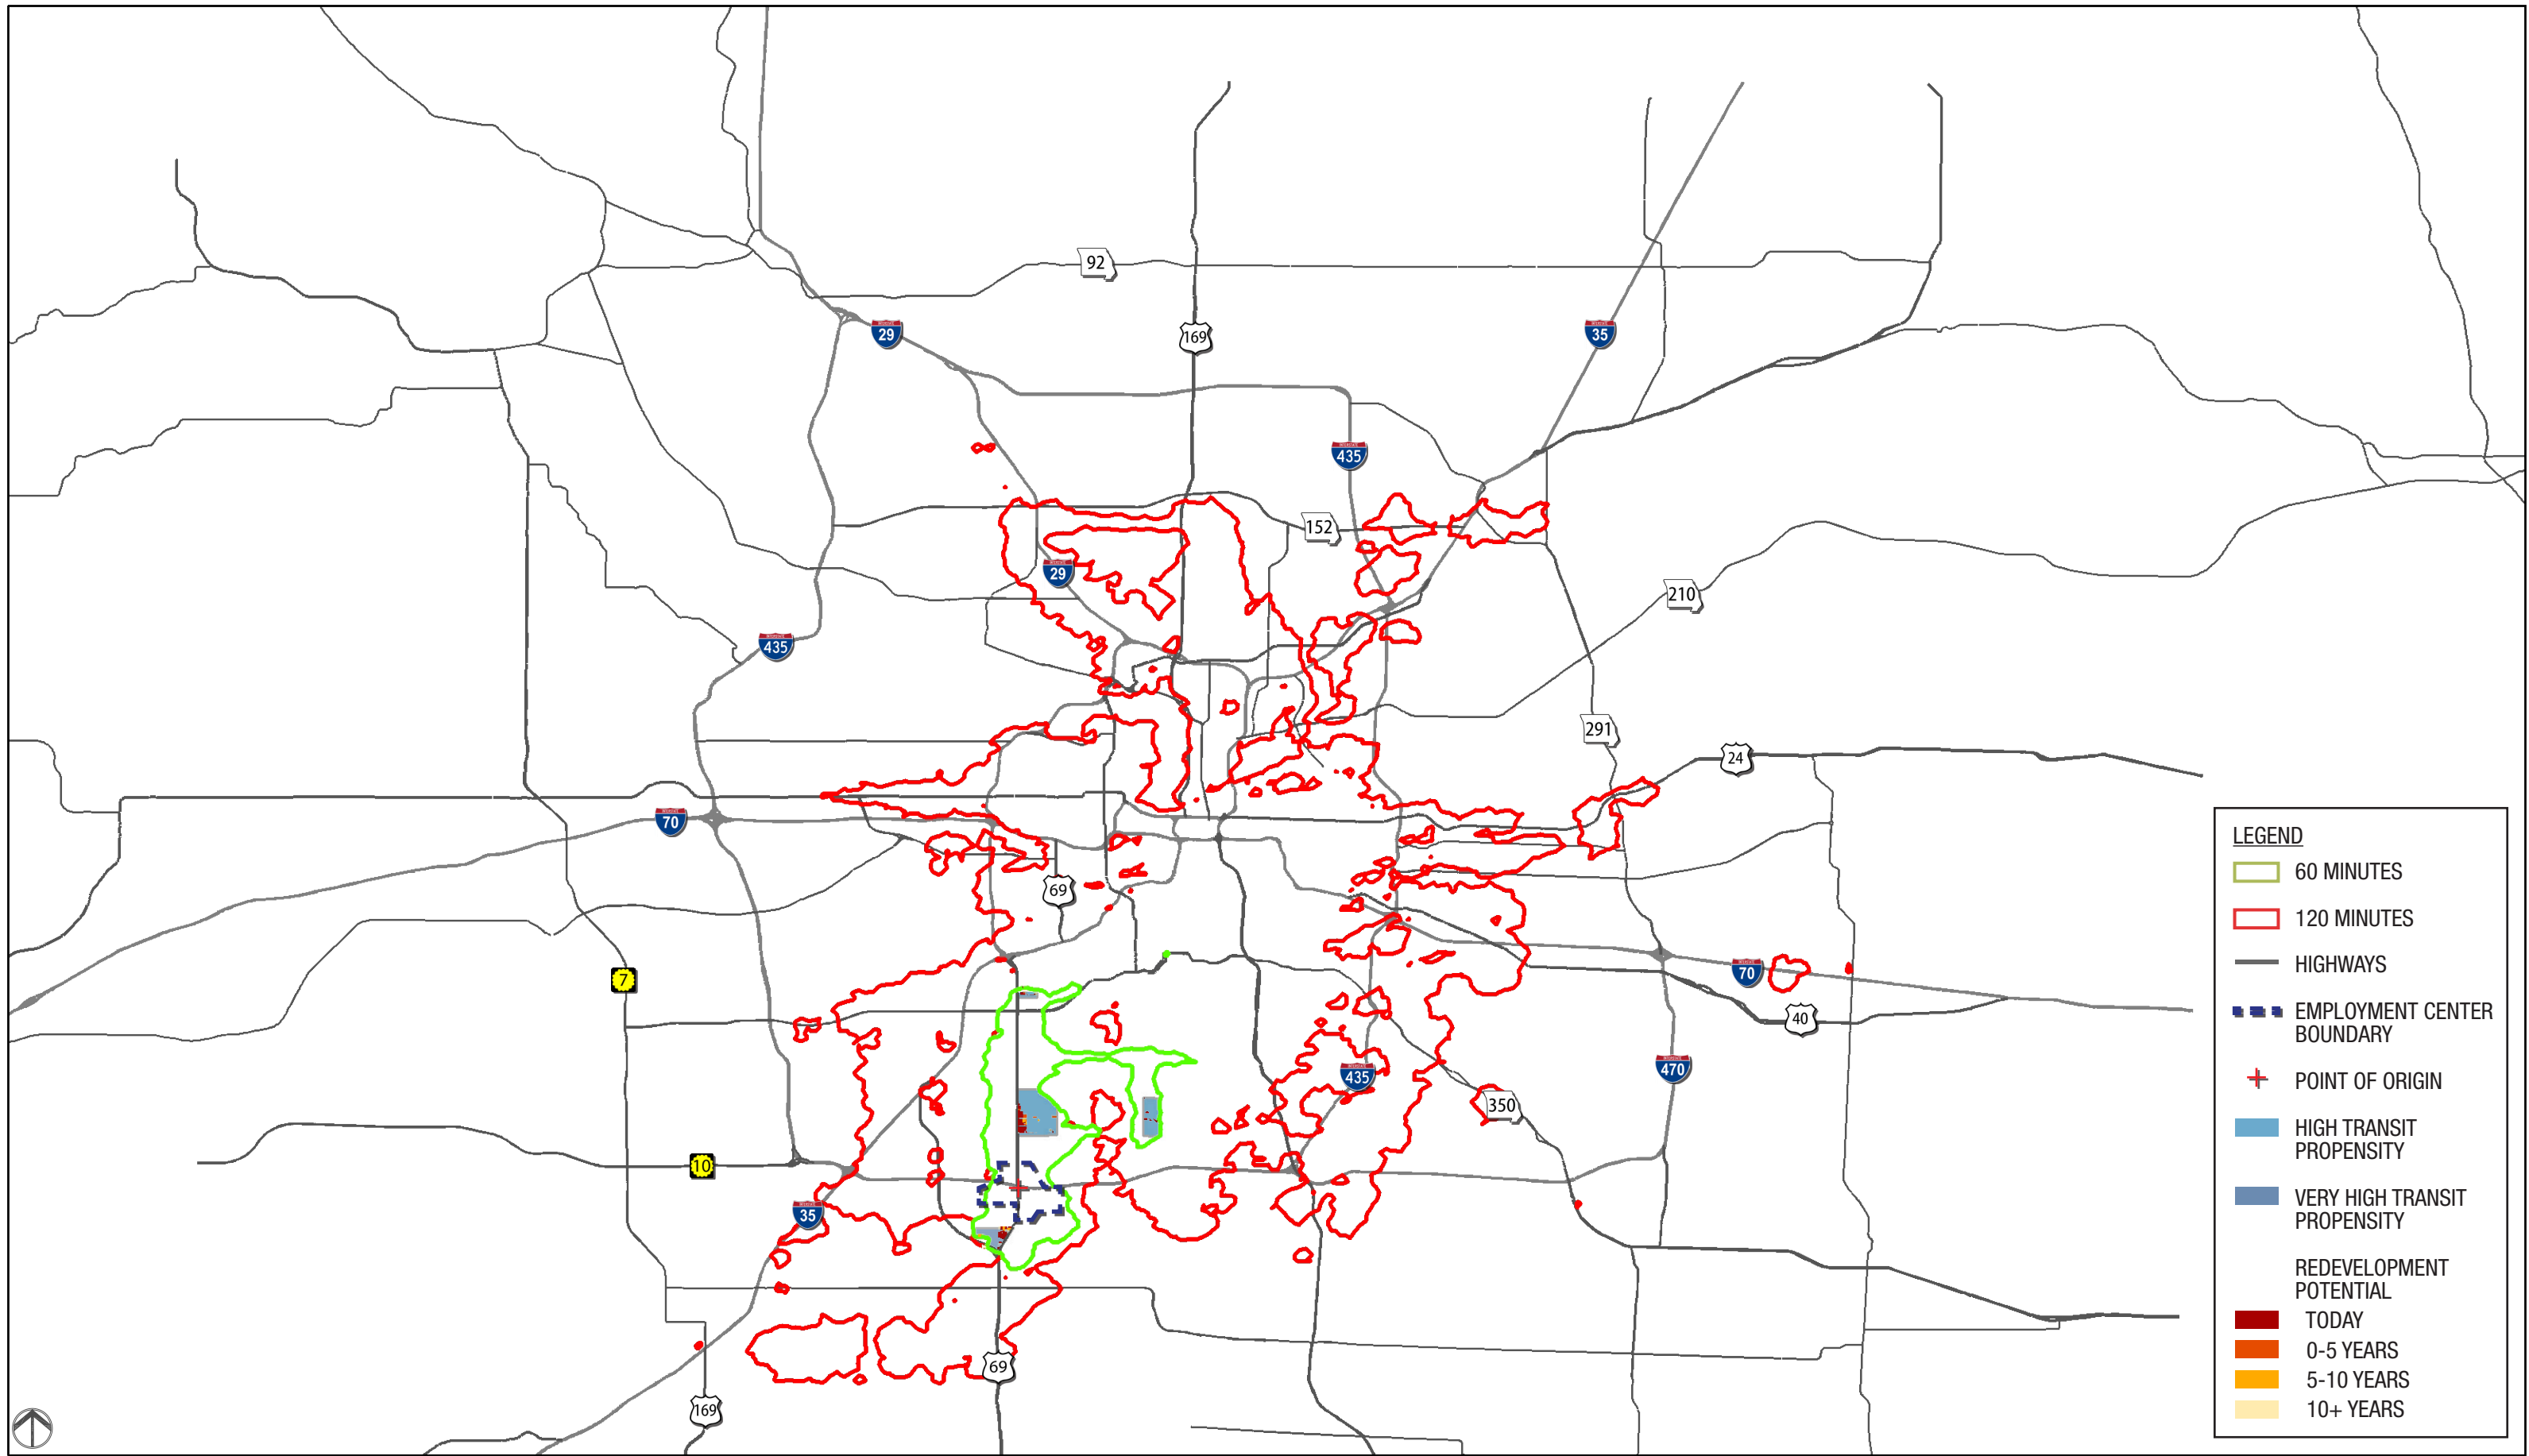 92
29
169
35
435
152
29
210
435
291
24
70
69
7
70
40
435
470
350
10
35
69
169
LEGEND
60 MINUTES
120 MINUTES
HIGHWAYS
EMPLOYMENT CENTER
BOUNDARY
POINT OF ORIGIN
HIGH TRANSIT
PROPENSITY
VERY HIGH TRANSIT
PROPENSITY
REDEVELOPMENT
POTENTIAL
TODAY
0-5 YEARS
5-10 YEARS
10+ YEARS